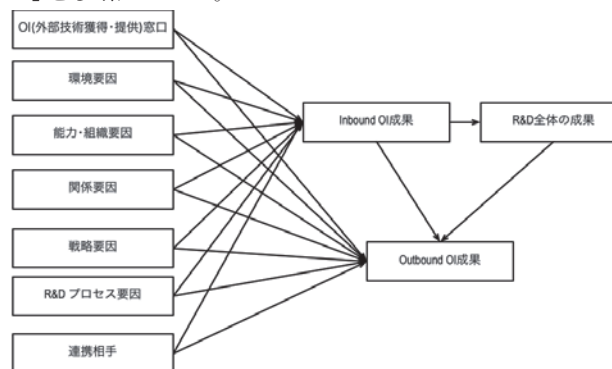 OI(外部技術獲得・提供)窓口
環境要因
能力・組織要因
関係要因
戦略要因
R&D プロセス要因
連携相手
Inbound OI成果
R&D全体の成果
Outbound OI成果